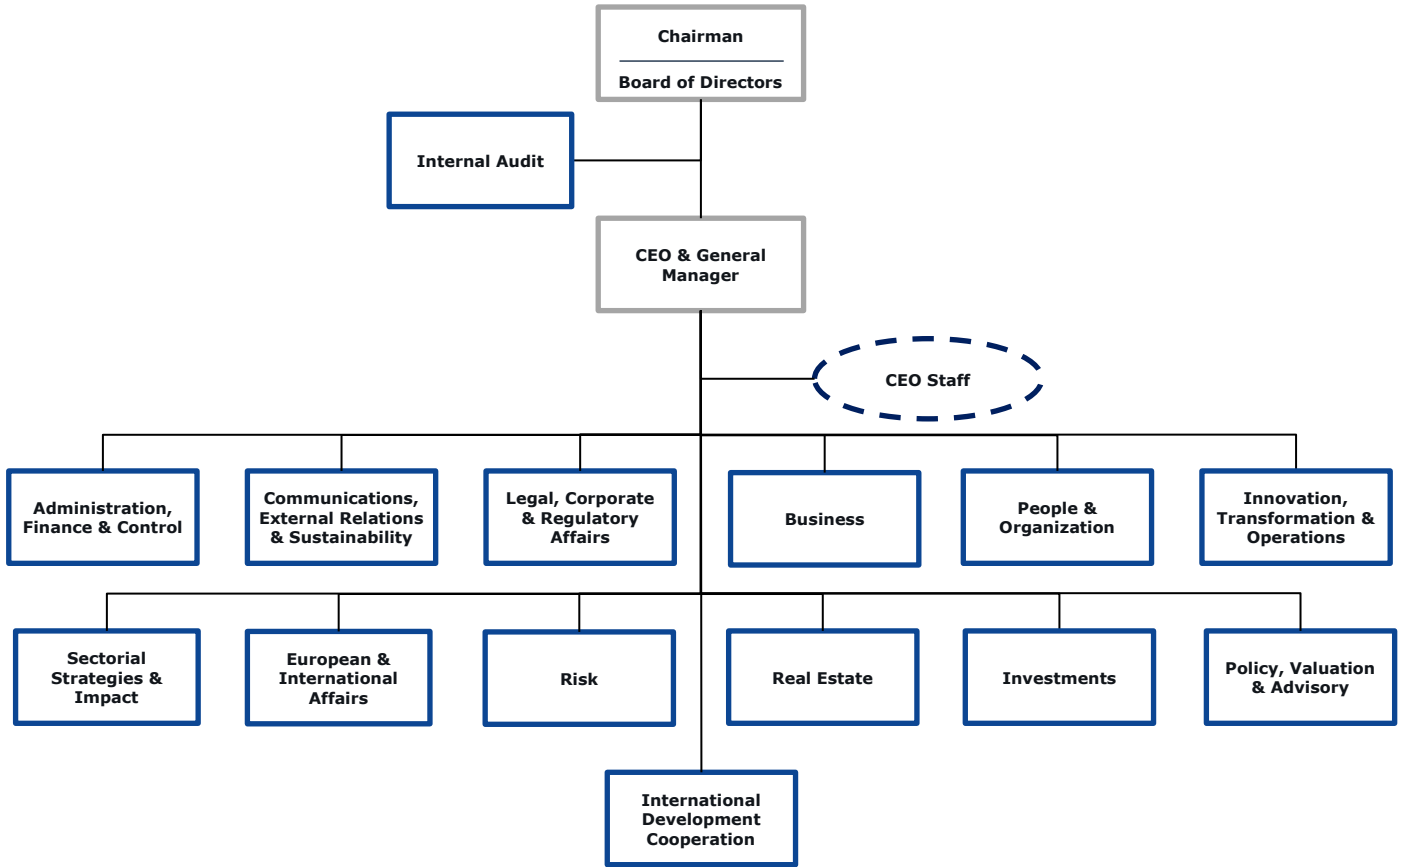 Chairman
Board of Directors
Internal Audit
CEO & General
Manager
CEO Staff
Administration,
Finance & Control
Communications,
External Relations
& Sustainability
Legal, Corporate
& Regulatory
Affairs
Business
People &
Organization
Innovation,
Transformation &
Operations
Sectorial
Strategies &
Impact
European &
International
Affairs
Risk
Real Estate
Investments
Policy, Valuation
& Advisory
International
Development
Cooperation